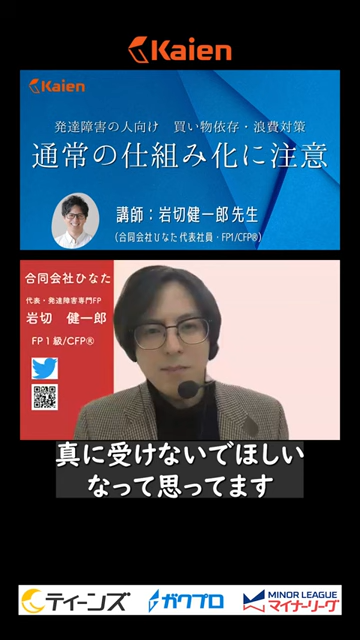 Kaien
Kaien
発達障害の人向け 買い物依存・浪費対策
通常の仕組み化に注意
講師：岩切健一郎 先生
（合同会社ひなた 代表社員・FP1/CFP®）
合同会社ひなた
代表・発達障害専門FP
岩切 健一郎
FP１級/CFP®
真に受けないでほしい
なって思ってます
ティーンズ
ガクプロ
MINOR LEAGUE
マイナーリーグ